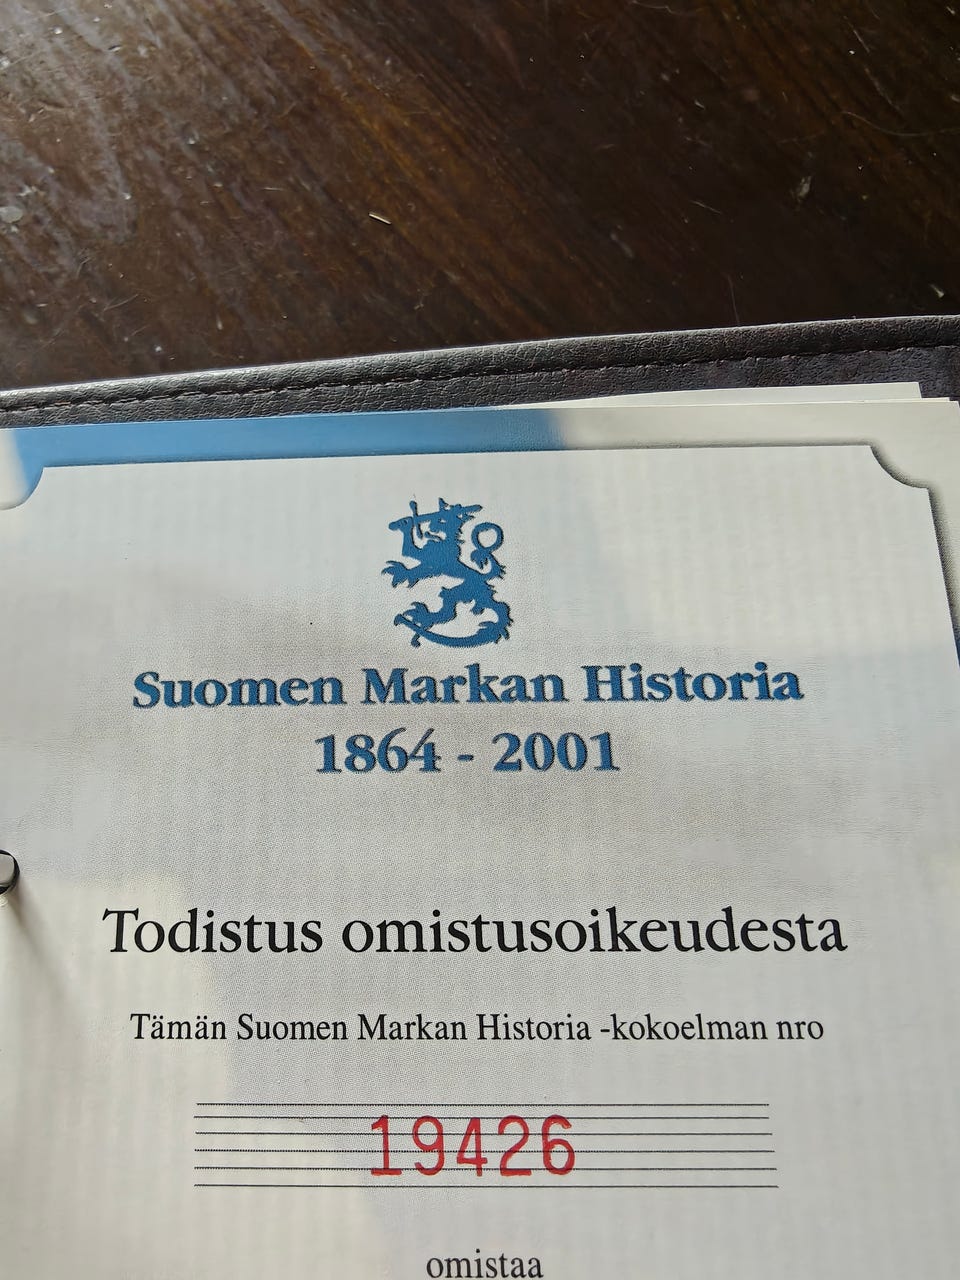 Suomen Markan Historia
1864 - 2001
Todistus omistusoikeudesta
Tämän Suomen Markan Historia -kokoelman nro
19426
omistaa